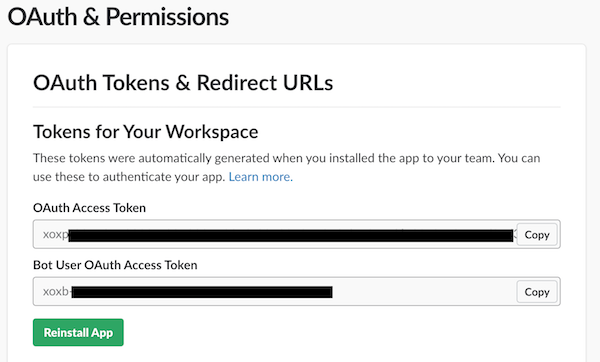 OAuth & Permissions
OAuth Tokens & Redirect URLs
Tokens for Your Workspace
These tokens were automatically generated when you installed the app to your team. You can
use these to authenticate your app. Learn more.
OAuth Access Token
xoxp
Copy
Bot User OAuth Access Token
xoxb-
Copy
Reinstall App